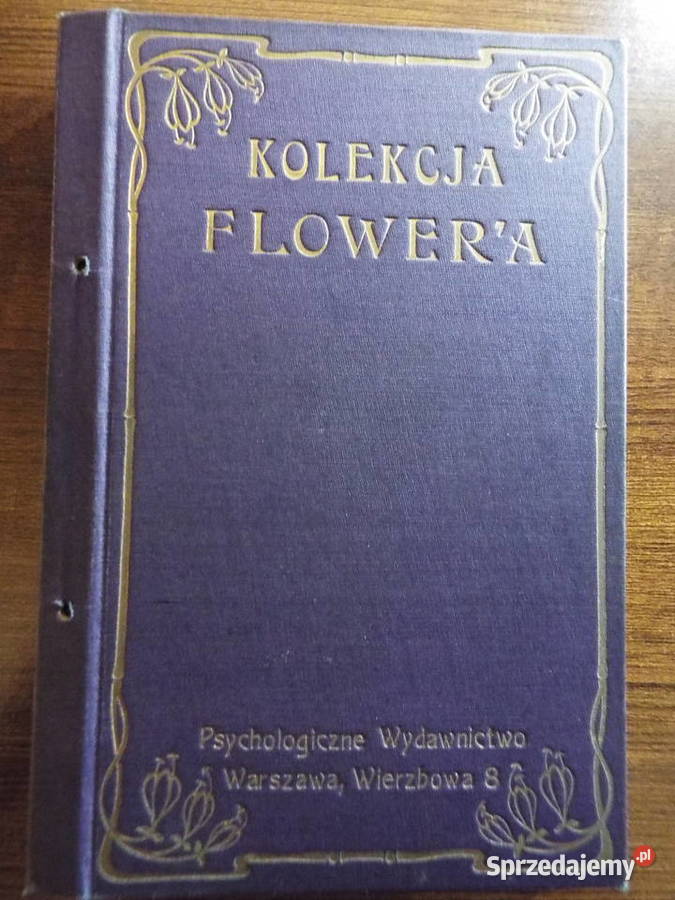 KOLEKCJA
FLOWER'A
Psychologiczne Wydawnictwo
Warszawa, Wierzbowa 8
Sprzedajemy.pl